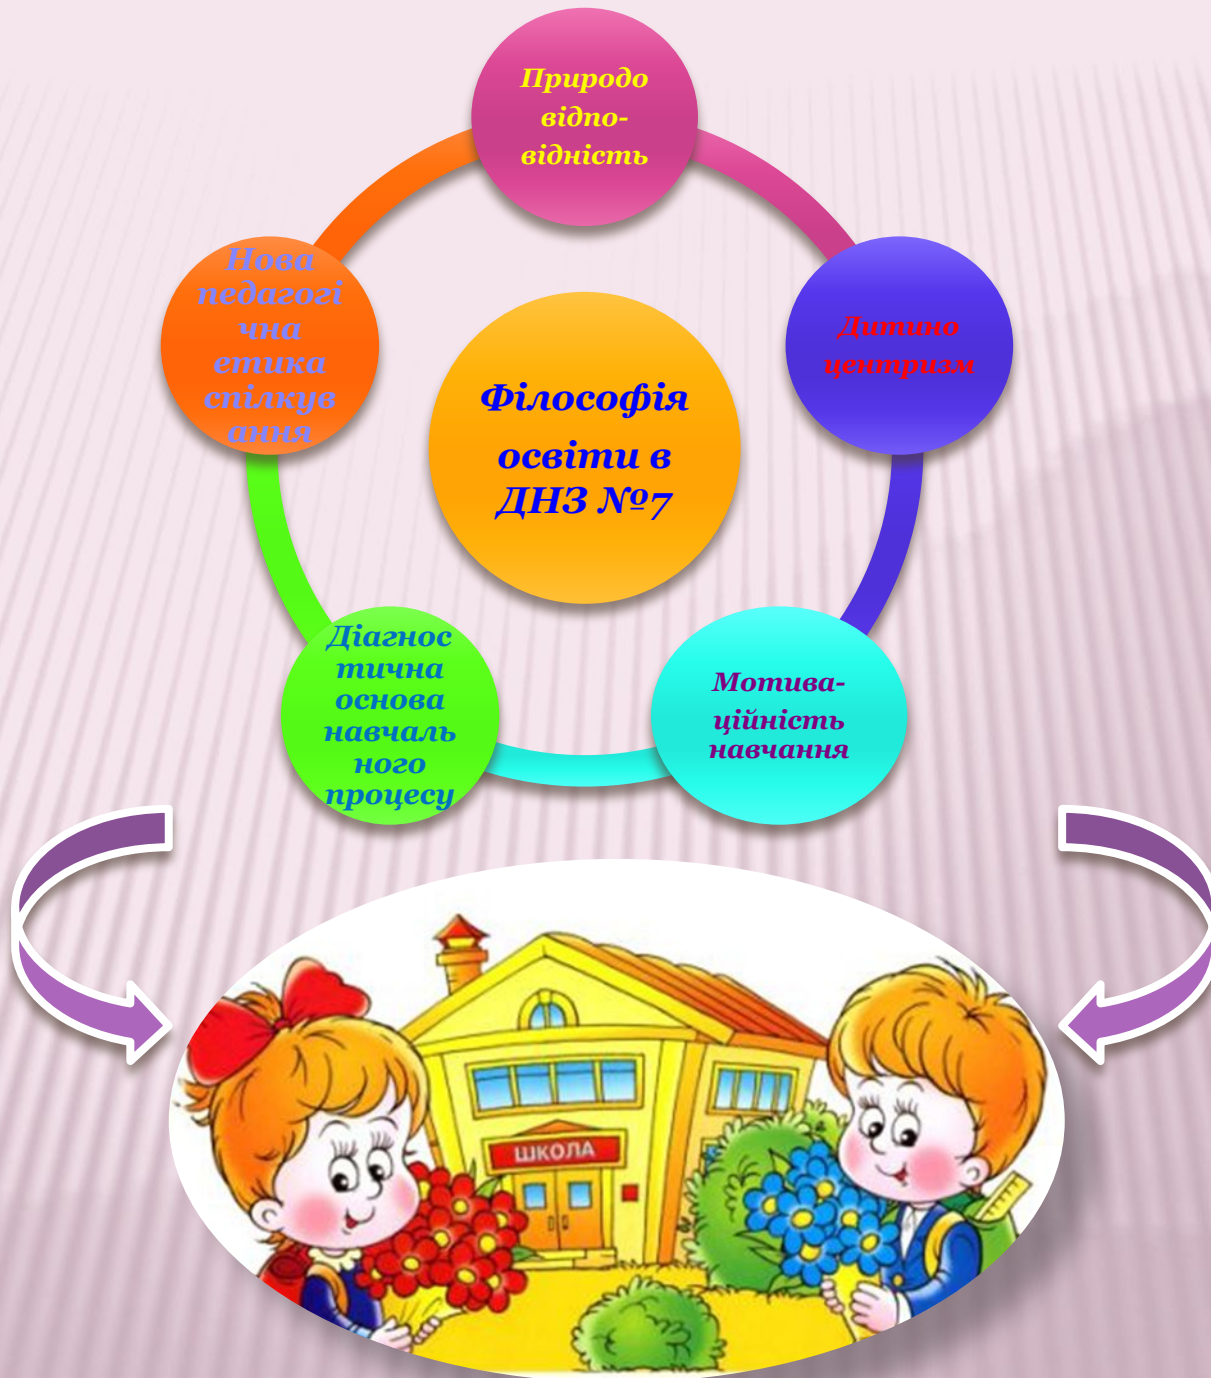 Природо
відпо-
відність
Дитино
центризм
Мотива-
ційність
навчання
Діагнос
тична
основа
навчаль
ного
процесу
Нова
педагогі
чна
етика
спілкув
ання
Філософія
освіти в
ДНЗ №7
ШКОЛА